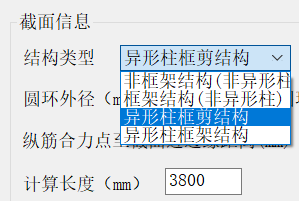 截面信息
结构类型 异形柱框剪结构
非框架结构(非异形柱
圆环外径 (m 框架结构(非异形柱)
异形柱框剪结构
纵筋合力点至 异形柱框架结构
计算长度 (mm) 3800